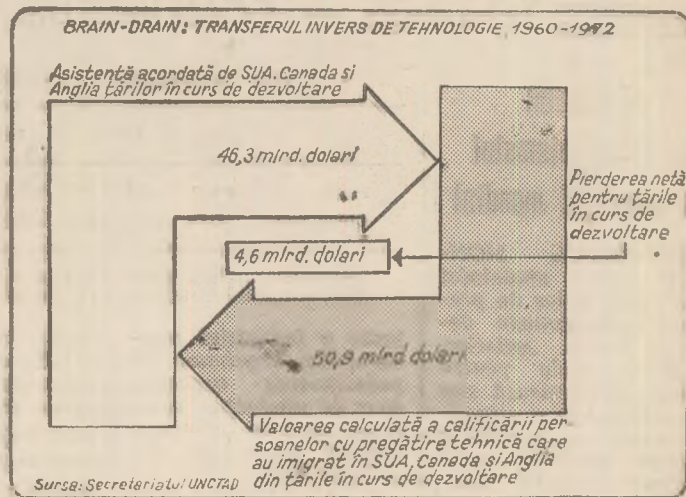 BRAIN-DRAIN: TRANSFERUL INVERS DE TEHNOLOGIE, 1960-1972
Asistență acordată de SUA, Canada și
Anglia țărilor în curs de dezvoltare
46,3 mlrd. dolari
Pierderea netă
pentru țările
în curs de
dezvoltare
4,6 mlrd. dolari
50,9 mlrd dolari
Valoarea calculată a calificării per
soanelor cu pregătire tehnică care
au imigrat în SUA, Canada și Anglia
din țările în curs de dezvoltare
Sursa: Secretariatul UNCTAD